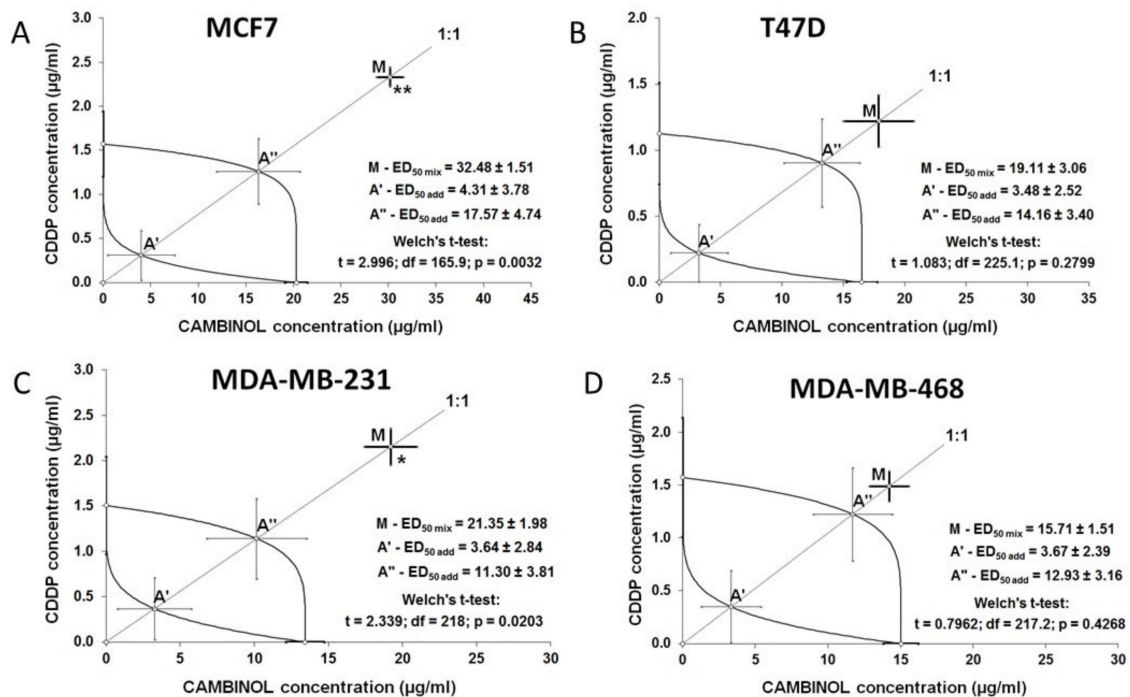 A
MCF7
CDDP concentration (µg/ml)
3.0
2.5
2.0
1.5
1.0
0.5
0.0
1:1
M
**
A''
A'
M - ED50 mix = 32.48 ± 1.51
A' - ED50 add = 4.31 ± 3.78
A'' - ED50 add = 17.57 ± 4.74
Welch's t-test:
t = 2.996; df = 165.9; p = 0.0032
0 5 10 15 20 25 30 35 40 45
CAMBINOL concentration (µg/ml)
B
T47D
CDDP concentration (µg/ml)
2.0
1.5
1.0
0.5
0.0
1:1
M
A''
A'
M - ED50 mix = 19.11 ± 3.06
A' - ED50 add = 3.48 ± 2.52
A'' - ED50 add = 14.16 ± 3.40
Welch's t-test:
t = 1.083; df = 225.1; p = 0.2799
0 5 10 15 20 25 30 35
CAMBINOL concentration (µg/ml)
C
MDA-MB-231
CDDP concentration (µg/ml)
3.0
2.5
2.0
1.5
1.0
0.5
0.0
1:1
M
*
A''
A'
M - ED50 mix = 21.35 ± 1.98
A' - ED50 add = 3.64 ± 2.84
A'' - ED50 add = 11.30 ± 3.81
Welch's t-test:
t = 2.339; df = 218; p = 0.0203
0 5 10 15 20 25 30
CAMBINOL concentration (µg/ml)
D
MDA-MB-468
CDDP concentration (µg/ml)
2.5
2.0
1.5
1.0
0.5
0.0
1:1
M
A''
A'
M - ED50 mix = 15.71 ± 1.51
A' - ED50 add = 3.67 ± 2.39
A'' - ED50 add = 12.93 ± 3.16
Welch's t-test:
t = 0.7962; df = 217.2; p = 0.4268
0 5 10 15 20 25 30
CAMBINOL concentration (µg/ml)